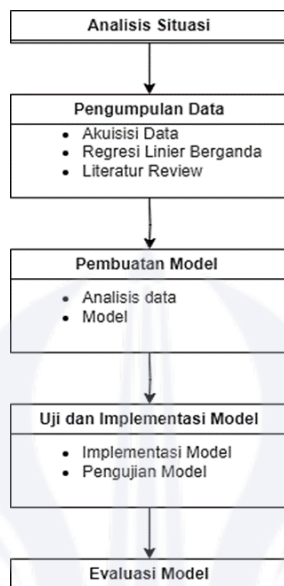 Analisis Situasi
Pengumpulan Data
• Akuisisi Data
• Regresi Linier Berganda
• Literatur Review
Pembuatan Model
• Analisis data
• Model
Uji dan Implementasi Model
• Implementasi Model
• Pengujian Model
Evaluasi Model